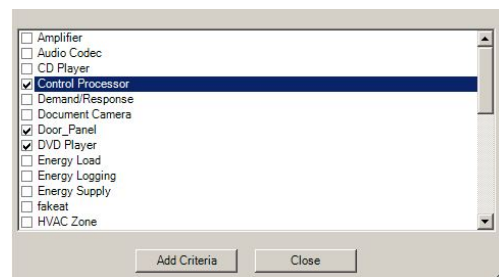 Amplifier
Audio Codec
CD Player
Control Processor
Demand/Response
Document Camera
Door_Panel
DVD Player
Energy Load
Energy Logging
Energy Supply
fakeat
HVAC Zone
Add Criteria Close